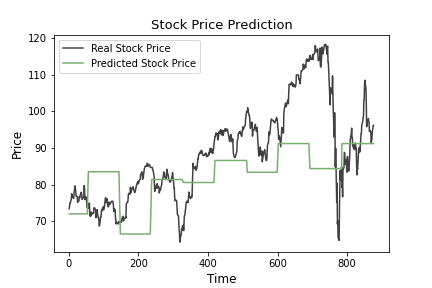 Stock Price Prediction
Real Stock Price
Predicted Stock Price
Price
120
110
100
90
80
70
0 200 400 600 800
Time